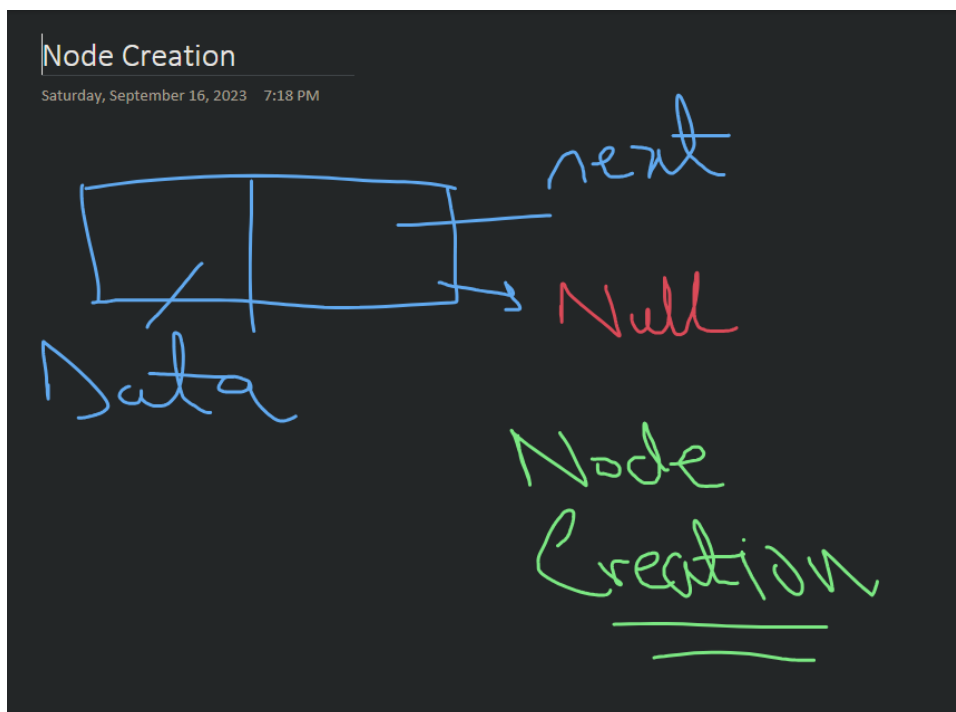 Node Creation
Saturday, September 16, 2023 7:18 PM
next
Null
Data
Node
Creation